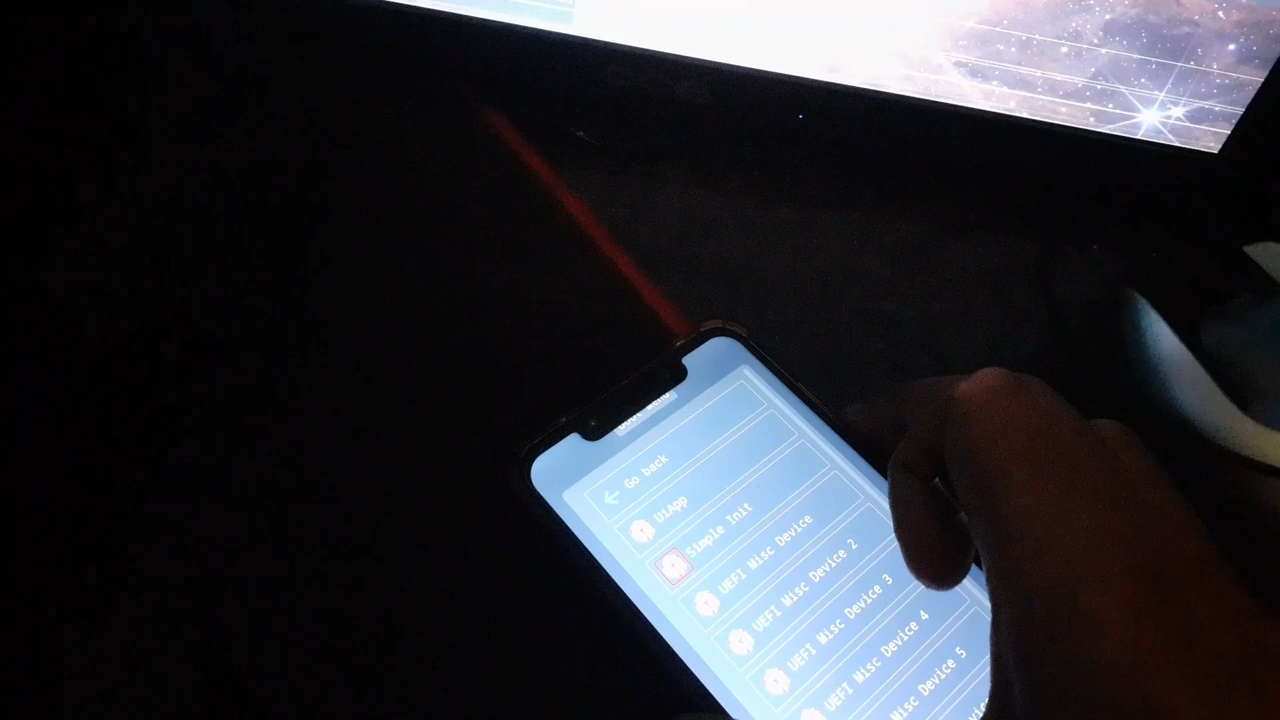 Go back
UiApp
Simple Init
UEFI Misc Device
UEFI Misc Device 2
UEFI Misc Device 3
UEFI Misc Device 4
Misc Device 5